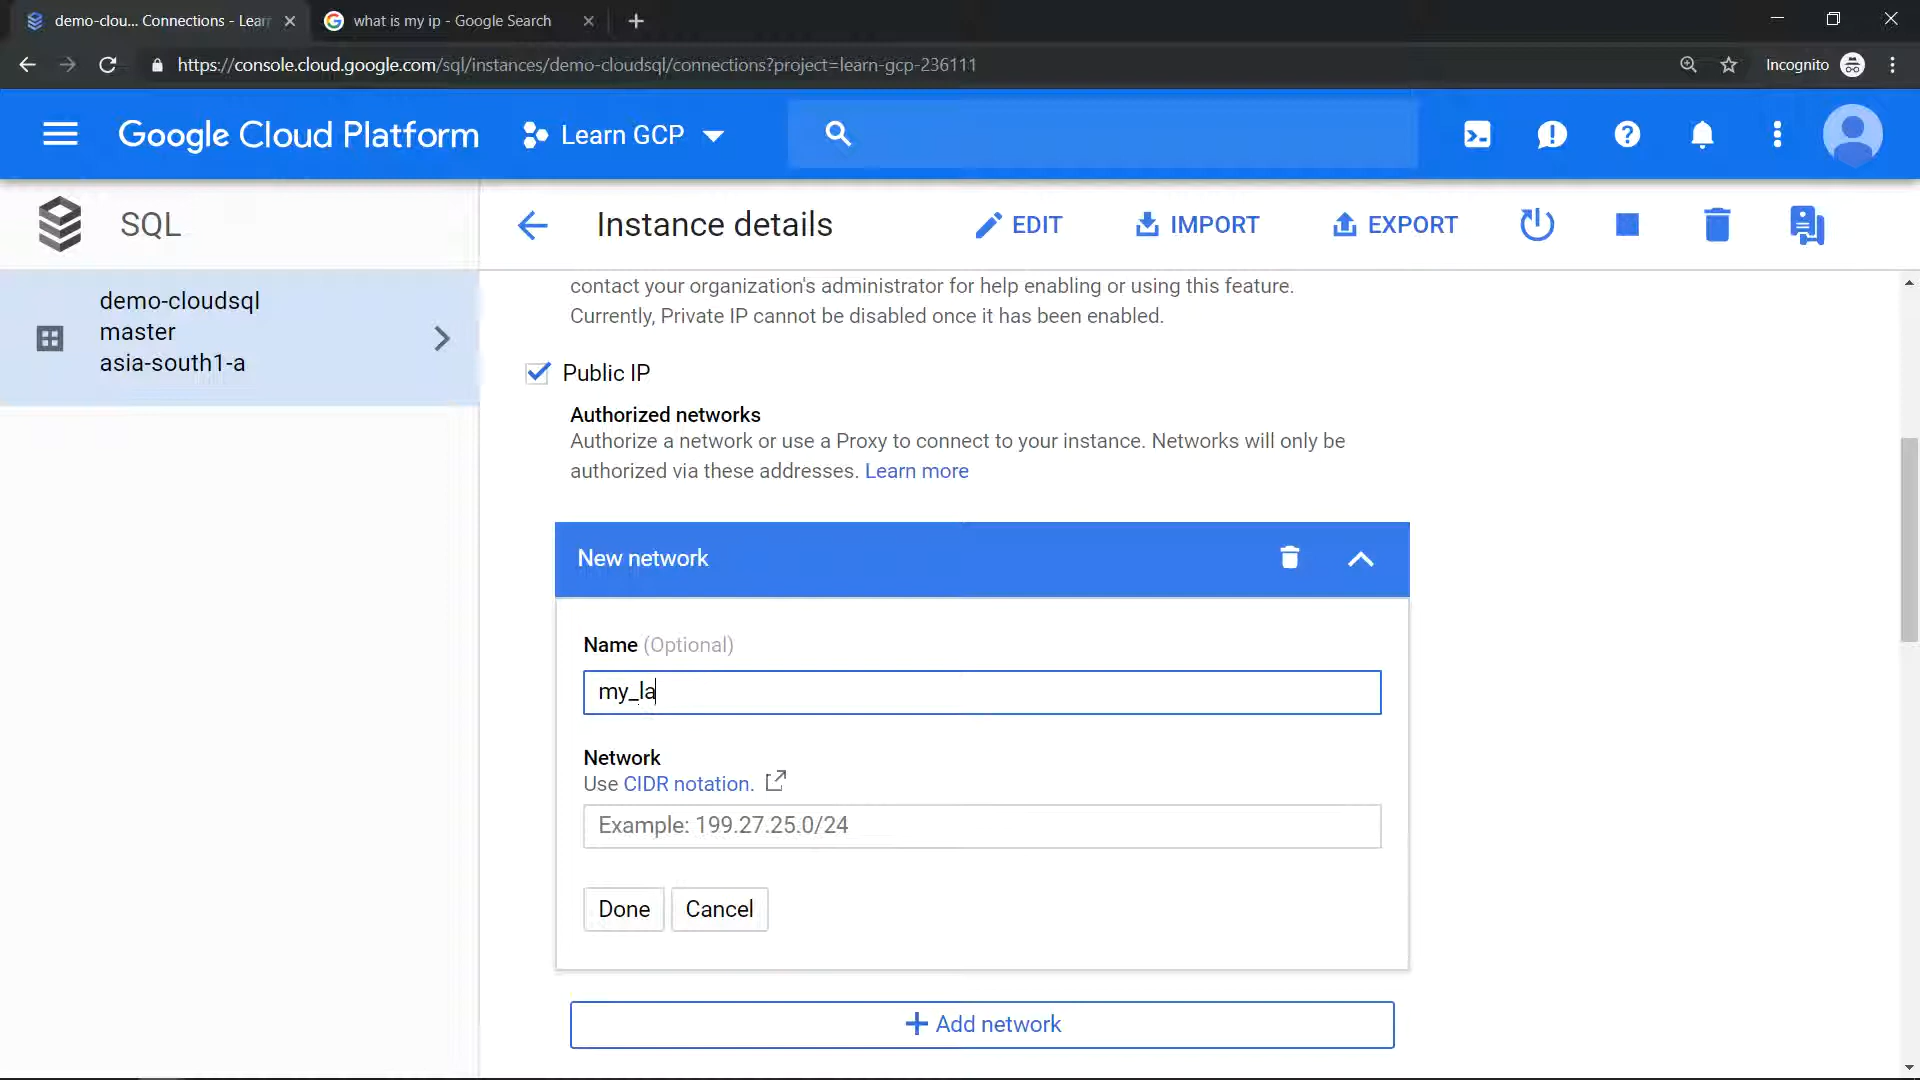 demo-clou... Connections - Lear
what is my ip - Google Search
https://console.cloud.google.com/sql/instances/demo-cloudsql/connections?project=learn-gcp-236111
Incognito
Google Cloud Platform
Learn GCP
SQL
Instance details
EDIT
IMPORT
EXPORT
demo-cloudsql
master
asia-south1-a
contact your organization's administrator for help enabling or using this feature.
Currently, Private IP cannot be disabled once it has been enabled.
Public IP
Authorized networks
Authorize a network or use a Proxy to connect to your instance. Networks will only be
authorized via these addresses. Learn more
New network
Name (Optional)
my_la
Network
Use CIDR notation.
Example: 199.27.25.0/24
Done
Cancel
Add network